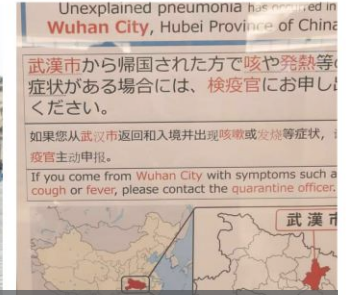 Unexplained pneumonia has occurred in
Wuhan City, Hubei Province of China
武漢市から帰国された方で咳や発熱等の
症状がある場合には、検疫官にお申し出
ください。
如果您从武汉市返回和入境并出现咳嗽或发烧等症状，
疫官主动申报。
If you come from Wuhan City with symptoms such a
cough or fever, please contact the quarantine officer.
武漢市